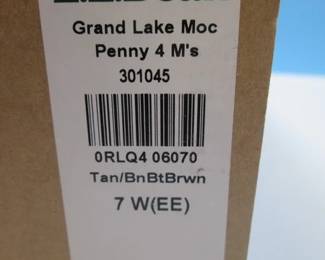 Grand Lake Moc
Penny 4 M's
301045
0RLQ4 06070
Tan/BnBtBrwn
7 W(EE)